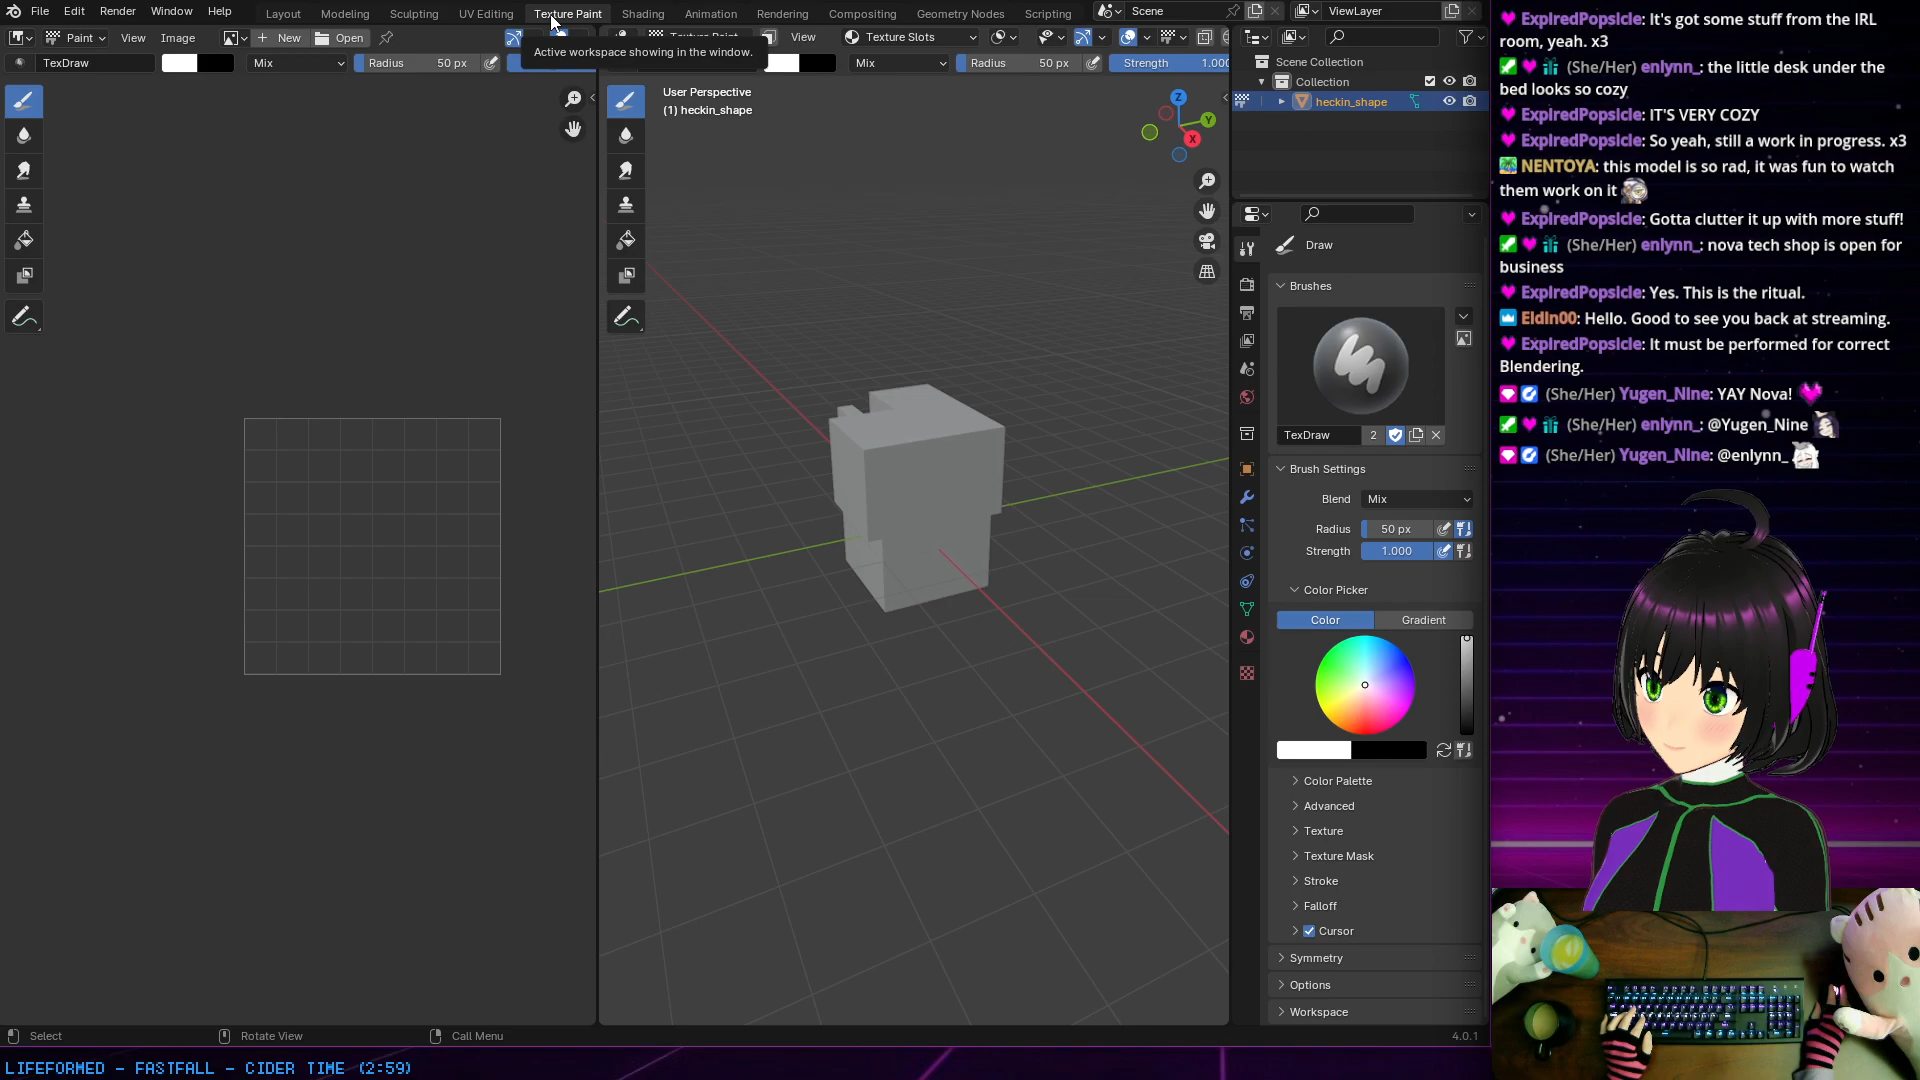 File Edit Render Window Help
Layout Modeling Sculpting UV Editing Texture Paint Shading Animation Rendering Compositing Geometry Nodes Scripting
Scene
ViewLayer
Paint View Image New Open
View
Texture Slots
Active workspace showing in the window.
TexDraw
Mix
Radius 50 px
Mix
Radius 50 px
Strength 1.000
User Perspective
(1) heckin_shape
Z
Y
X
Scene Collection
Collection
heckin_shape
Draw
Brushes
TexDraw 2
Brush Settings
Blend Mix
Radius 50 px
Strength 1.000
Color Picker
Color Gradient
Color Palette
Advanced
Texture
Texture Mask
Stroke
Falloff
Cursor
Symmetry
Options
Workspace
Select
Rotate View
Call Menu
4.0.1
ExpiredPopsicle: It's got some stuff from the IRL
room, yeah. x3
(She/Her) enlynn_: the little desk under the
bed looks so cozy
ExpiredPopsicle: IT'S VERY COZY
ExpiredPopsicle: So yeah, still a work in progress. x3
NENTOYA: this model is so rad, it was fun to watch
them work on it
ExpiredPopsicle: Gotta clutter it up with more stuff!
(She/Her) enlynn_: nova tech shop is open for
business
ExpiredPopsicle: Yes. This is the ritual.
Eldin00: Hello. Good to see you back at streaming.
ExpiredPopsicle: It must be performed for correct
Blendering.
(She/Her) Yugen_Nine: YAY Nova!
(She/Her) enlynn_: @Yugen_Nine
(She/Her) Yugen_Nine: @enlynn_
LIFEFORMED - FASTFALL - CIDER TIME (2:59)